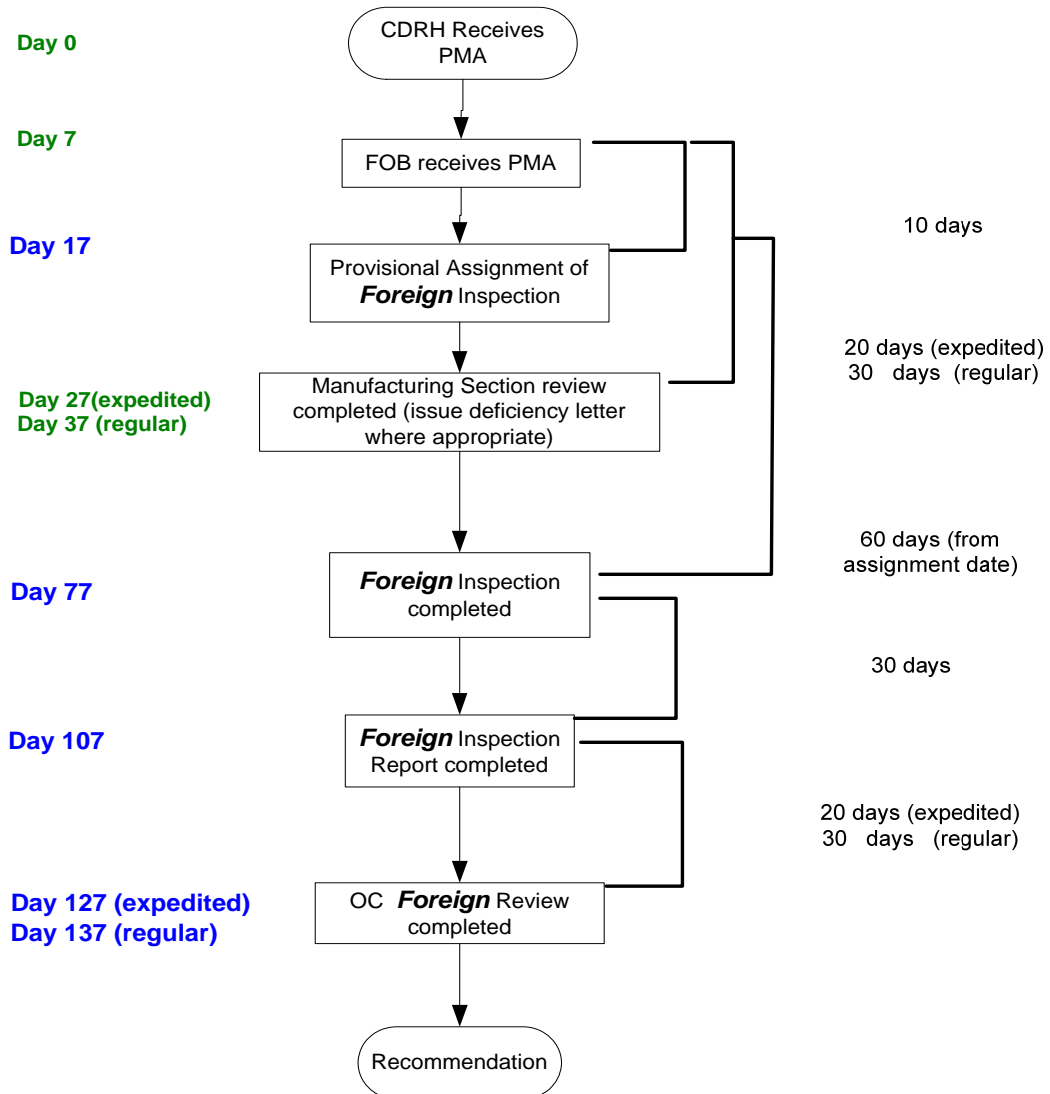 Day 0
CDRH Receives
PMA
Day 7
FOB receives PMA
Day 17
10 days
Provisional Assignment of
Foreign Inspection
20 days (expedited)
30 days (regular)
Day 27(expedited)
Day 37 (regular)
Manufacturing Section review
completed (issue deficiency letter
where appropriate)
60 days (from
assignment date)
Day 77
Foreign Inspection
completed
30 days
Day 107
Foreign Inspection
Report completed
20 days (expedited)
30 days (regular)
Day 127 (expedited)
Day 137 (regular)
OC Foreign Review
completed
Recommendation